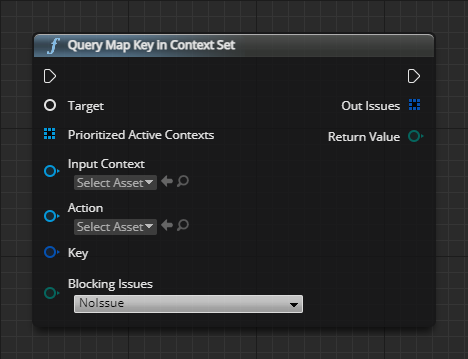 Query Map Key in Context Set
Target
Out Issues
Prioritized Active Contexts
Return Value
Input Context
Select Asset
Action
Select Asset
Key
Blocking Issues
NoIssue